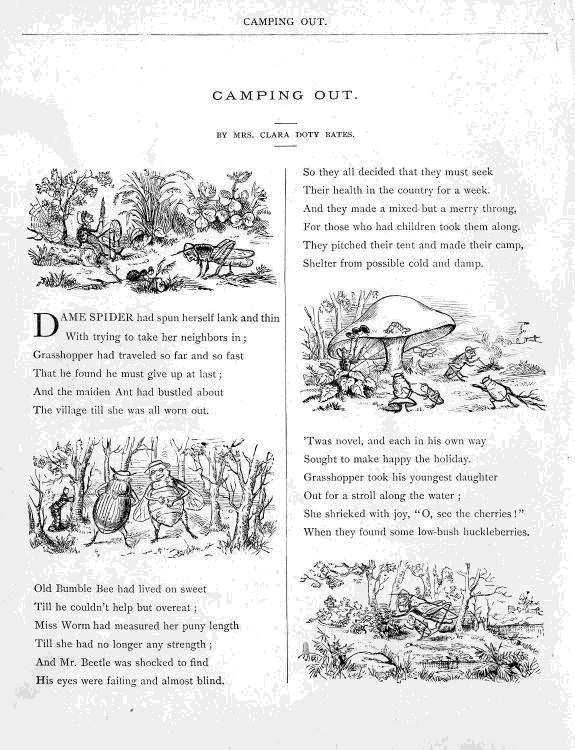 CAMPING OUT.
CAMPING OUT.
BY MRS. CLARA DOTY BATES.
DAME SPIDER had spun herself lank and thin
With trying to take her neighbors in;
Grasshopper had traveled so far and so fast
That he found he must give up at last;
And the maiden Ant had bustled about
The village till she was all worn out.
Old Bumble Bee had lived on sweet
Till he couldn't help but overeat;
Miss Worm had measured her puny length
Till she had no longer any strength;
And Mr. Beetle was shocked to find
His eyes were failing and almost blind.
So they all decided that they must seek
Their health in the country for a week.
And they made a mixed but a merry throng,
For those who had children took them along.
They pitched their tent and made their camp,
Shelter from possible cold and damp.
'Twas novel, and each in his own way
Sought to make happy the holiday.
Grasshopper took his youngest daughter
Out for a stroll along the water;
She shrieked with joy, "O, see the cherries!"
When they found some low-bush huckleberries.